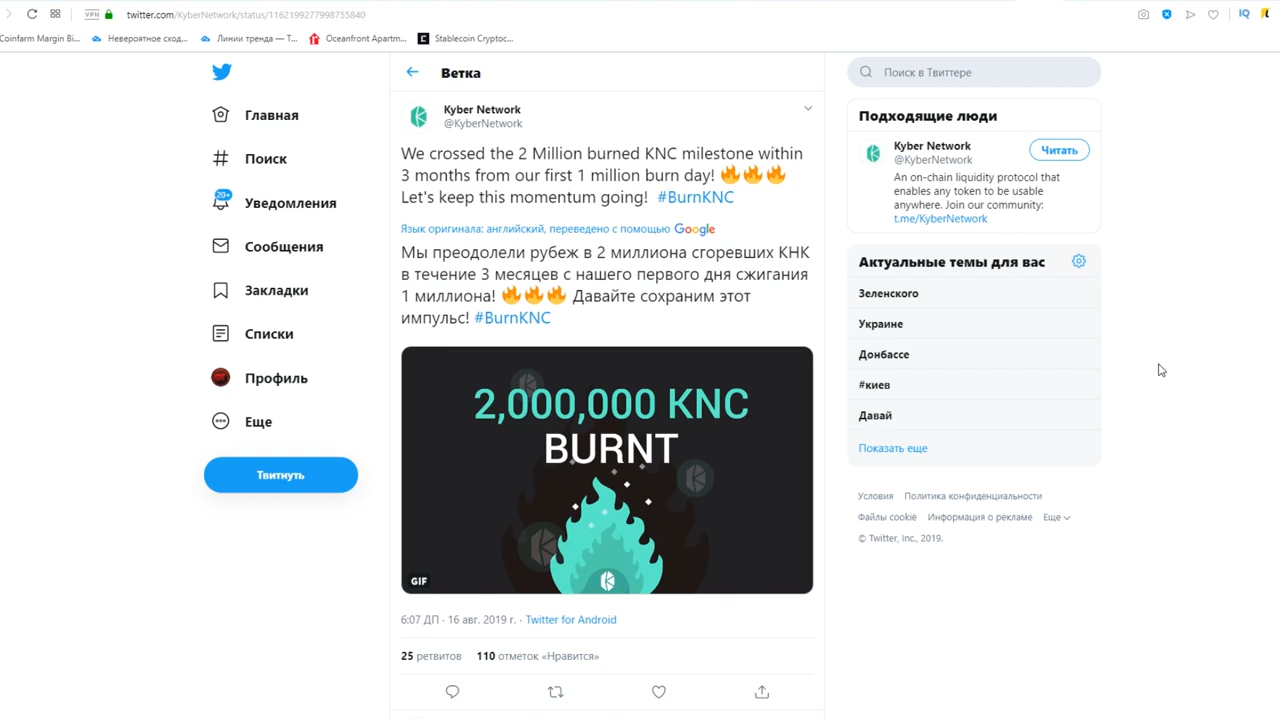 VPN
twitter.com/KyberNetwork/status/1162199277998755840
IQ
Coinfarm Margin Bi...
Невероятное сход...
Линии тренда — Т...
Oceanfront Apartm...
Stablecoin Cryptoc...
Ветка
Поиск в Твиттере
Главная
Поиск
20+
Уведомления
Сообщения
Закладки
Списки
Профиль
Еще
Твитнуть
Kyber Network
@KyberNetwork
We crossed the 2 Million burned KNC milestone within
3 months from our first 1 million burn day!
Let's keep this momentum going! #BurnKNC
Язык оригинала: английский, переведено с помощью Google
Мы преодолели рубеж в 2 миллиона сгоревших КНК
в течение 3 месяцев с нашего первого дня сжигания
1 миллиона! Давайте сохраним этот
импульс! #BurnKNC
2,000,000 KNC
BURNT
GIF
6:07 ДП · 16 авг. 2019 г. · Twitter for Android
25 ретвитов 110 отметок «Нравится»
Подходящие люди
Kyber Network
@KyberNetwork
Читать
An on-chain liquidity protocol that
enables any token to be usable
anywhere. Join our community:
t.me/KyberNetwork
Актуальные темы для вас
Зеленского
Украине
Донбассе
#киев
Давай
Показать еще
Условия Политика конфиденциальности
Файлы cookie Информация о рекламе Еще
© Twitter, Inc., 2019.